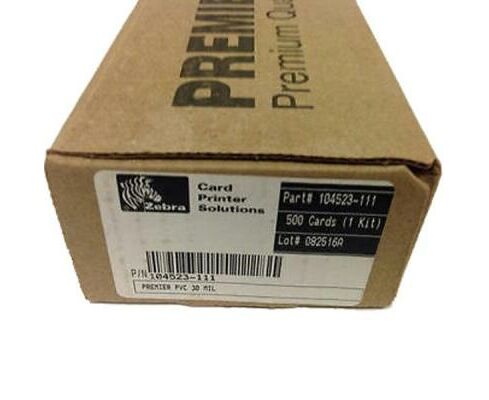 PREMIE
Premium Qu
Zebra
Card
Printer
Solutions
Part# 104523-111
500 Cards (1 Kit)
Lot# 082516A
P/N 104523-111
PREMIER PVC 30 MIL